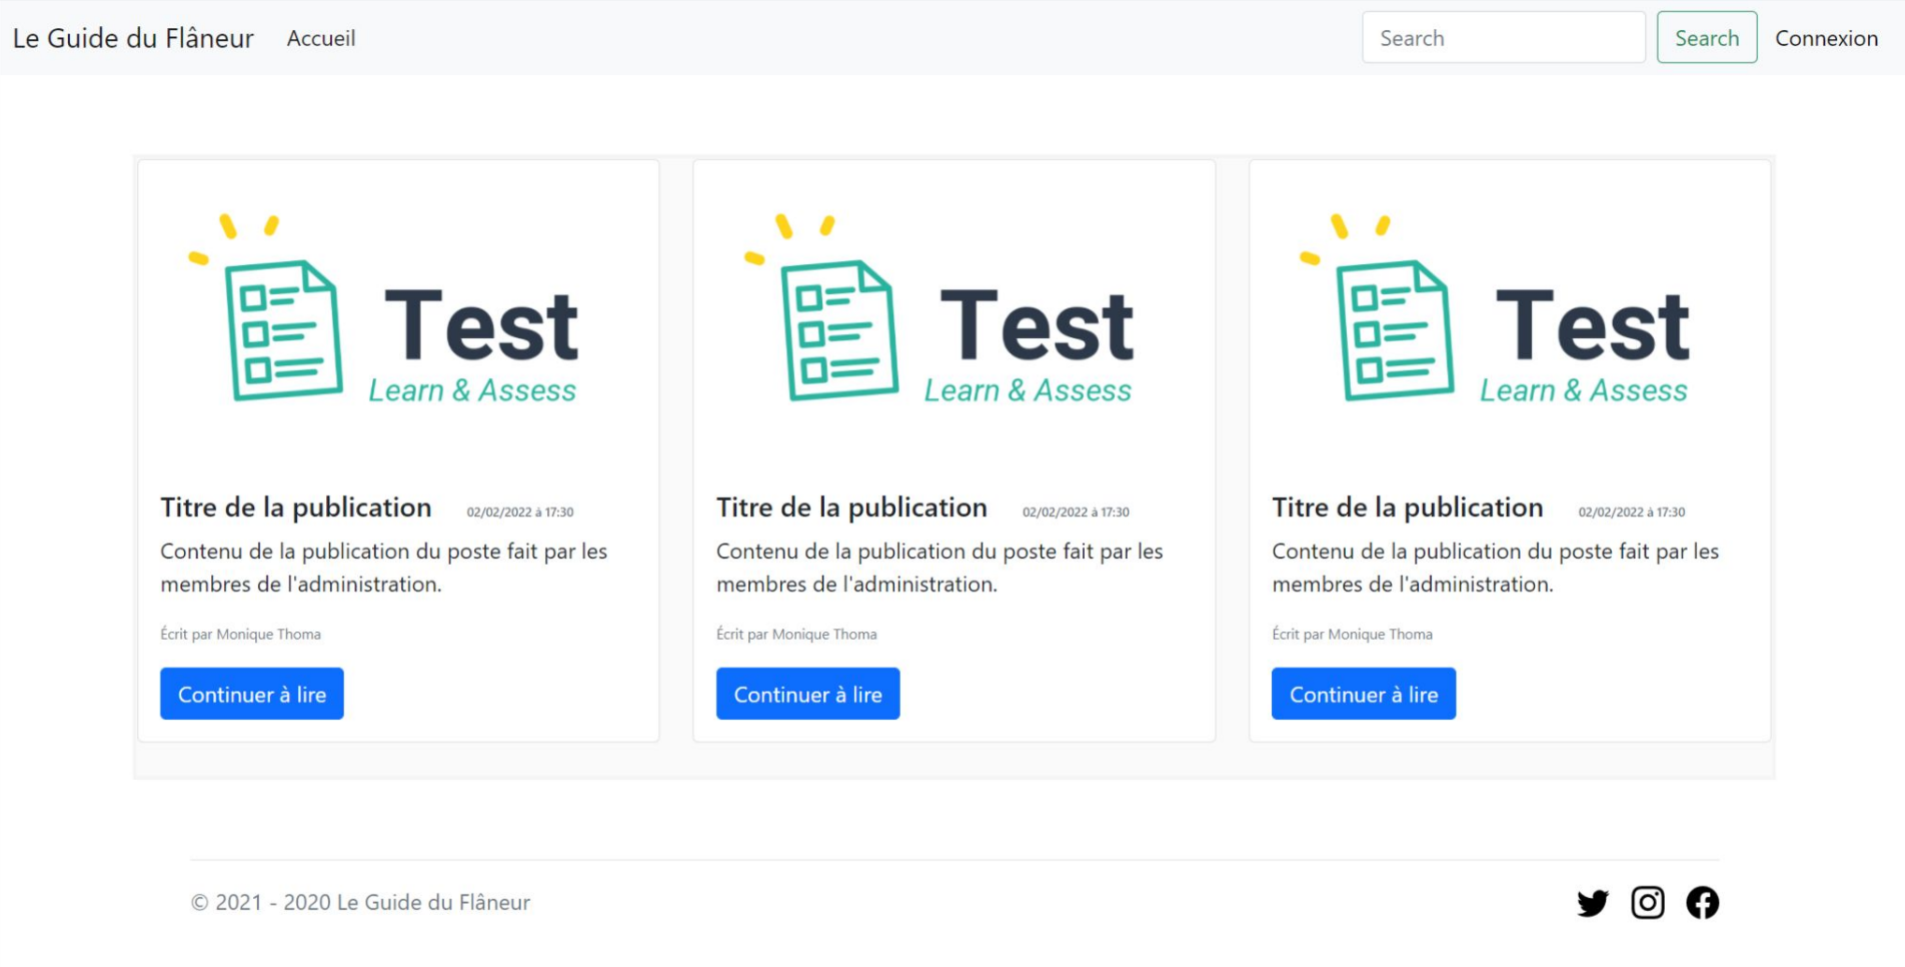 Le Guide du Flâneur Accueil Search Search Connexion
Test
Learn & Assess
Titre de la publication 02/02/2022 à 17:30
Contenu de la publication du poste fait par les
membres de l'administration.
Écrit par Monique Thoma
Continuer à lire
Test
Learn & Assess
Titre de la publication 02/02/2022 à 17:30
Contenu de la publication du poste fait par les
membres de l'administration.
Écrit par Monique Thoma
Continuer à lire
Test
Learn & Assess
Titre de la publication 02/02/2022 à 17:30
Contenu de la publication du poste fait par les
membres de l'administration.
Écrit par Monique Thoma
Continuer à lire
© 2021 - 2020 Le Guide du Flâneur